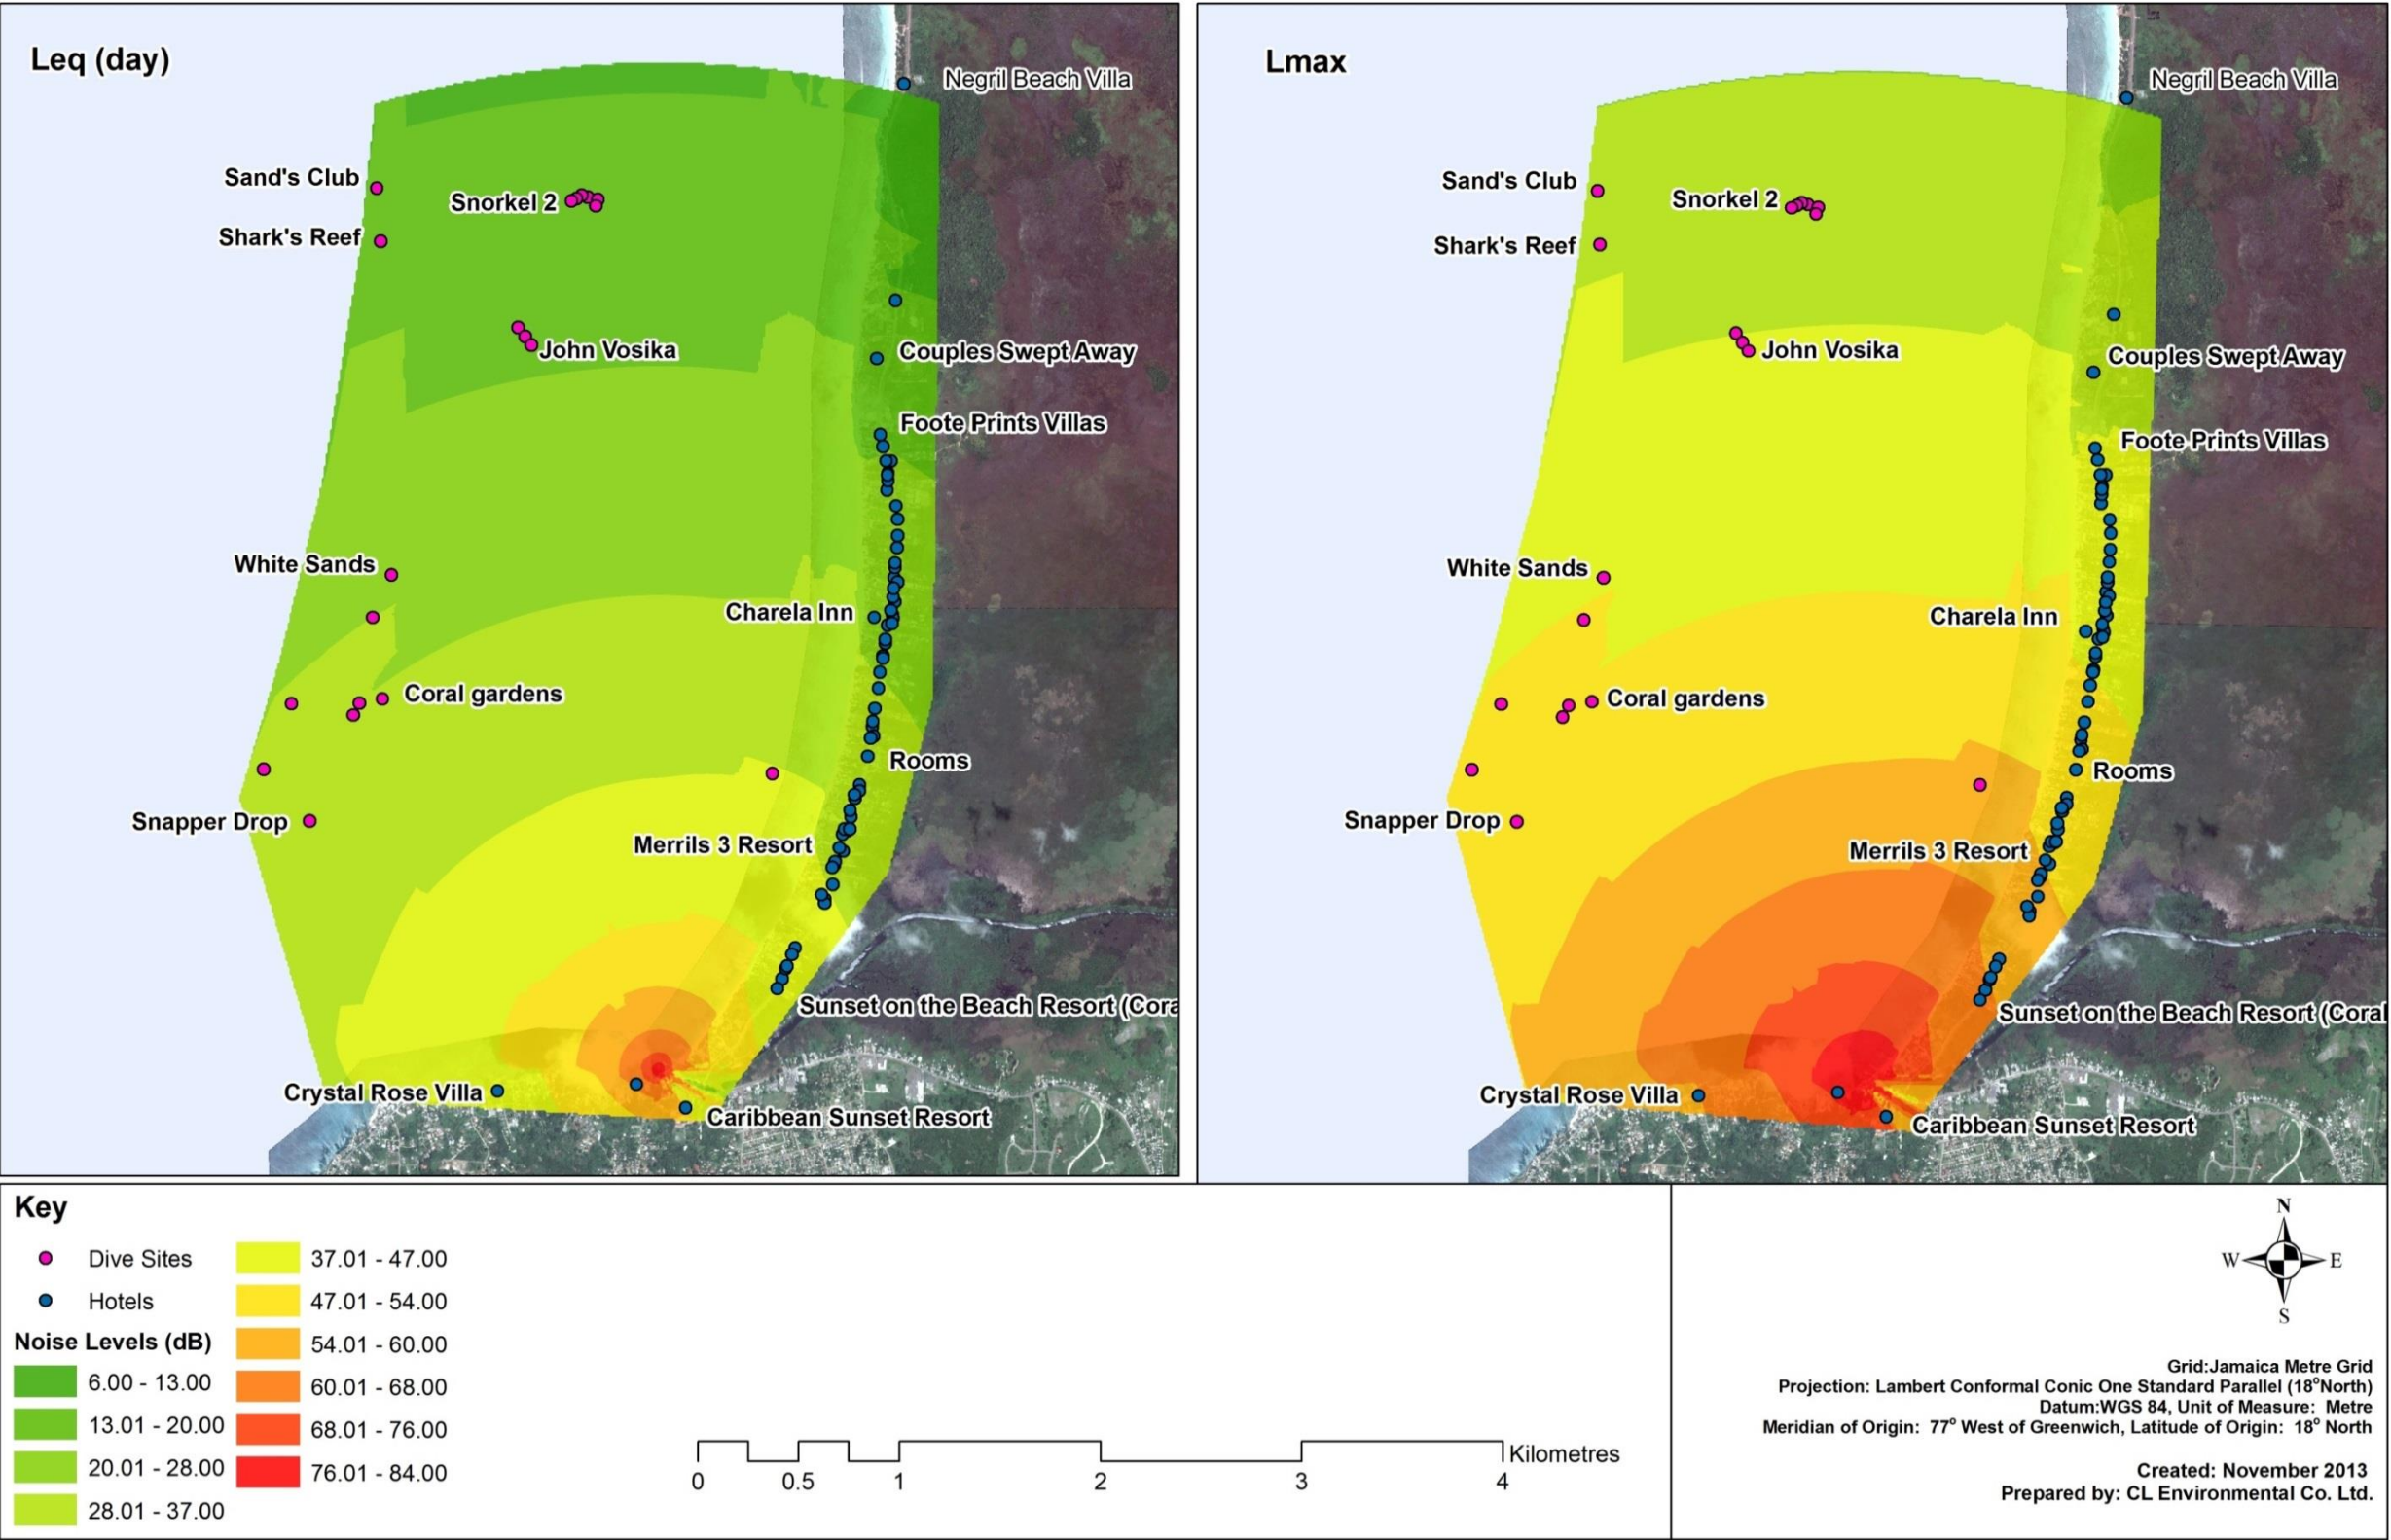 Leq (day)
Negril Beach Villa
Sand's Club
Snorkel 2
Shark's Reef
John Vosika
Couples Swept Away
Foote Prints Villas
White Sands
Charela Inn
Coral gardens
Rooms
Snapper Drop
Merrils 3 Resort
Sunset on the Beach Resort (Cora
Crystal Rose Villa
Caribbean Sunset Resort
Lmax
Negril Beach Villa
Sand's Club
Snorkel 2
Shark's Reef
John Vosika
Couples Swept Away
Foote Prints Villas
White Sands
Charela Inn
Coral gardens
Rooms
Snapper Drop
Merrils 3 Resort
Sunset on the Beach Resort (Coral
Crystal Rose Villa
Caribbean Sunset Resort
Key
Dive Sites
Hotels
Noise Levels (dB)
6.00 - 13.00
13.01 - 20.00
20.01 - 28.00
28.01 - 37.00
37.01 - 47.00
47.01 - 54.00
54.01 - 60.00
60.01 - 68.00
68.01 - 76.00
76.01 - 84.00
Kilometres
0 0.5 1 2 3 4
N
W E
S
Grid:Jamaica Metre Grid
Projection: Lambert Conformal Conic One Standard Parallel (18°North)
Datum:WGS 84, Unit of Measure: Metre
Meridian of Origin: 77° West of Greenwich, Latitude of Origin: 18° North
Created: November 2013
Prepared by: CL Environmental Co. Ltd.